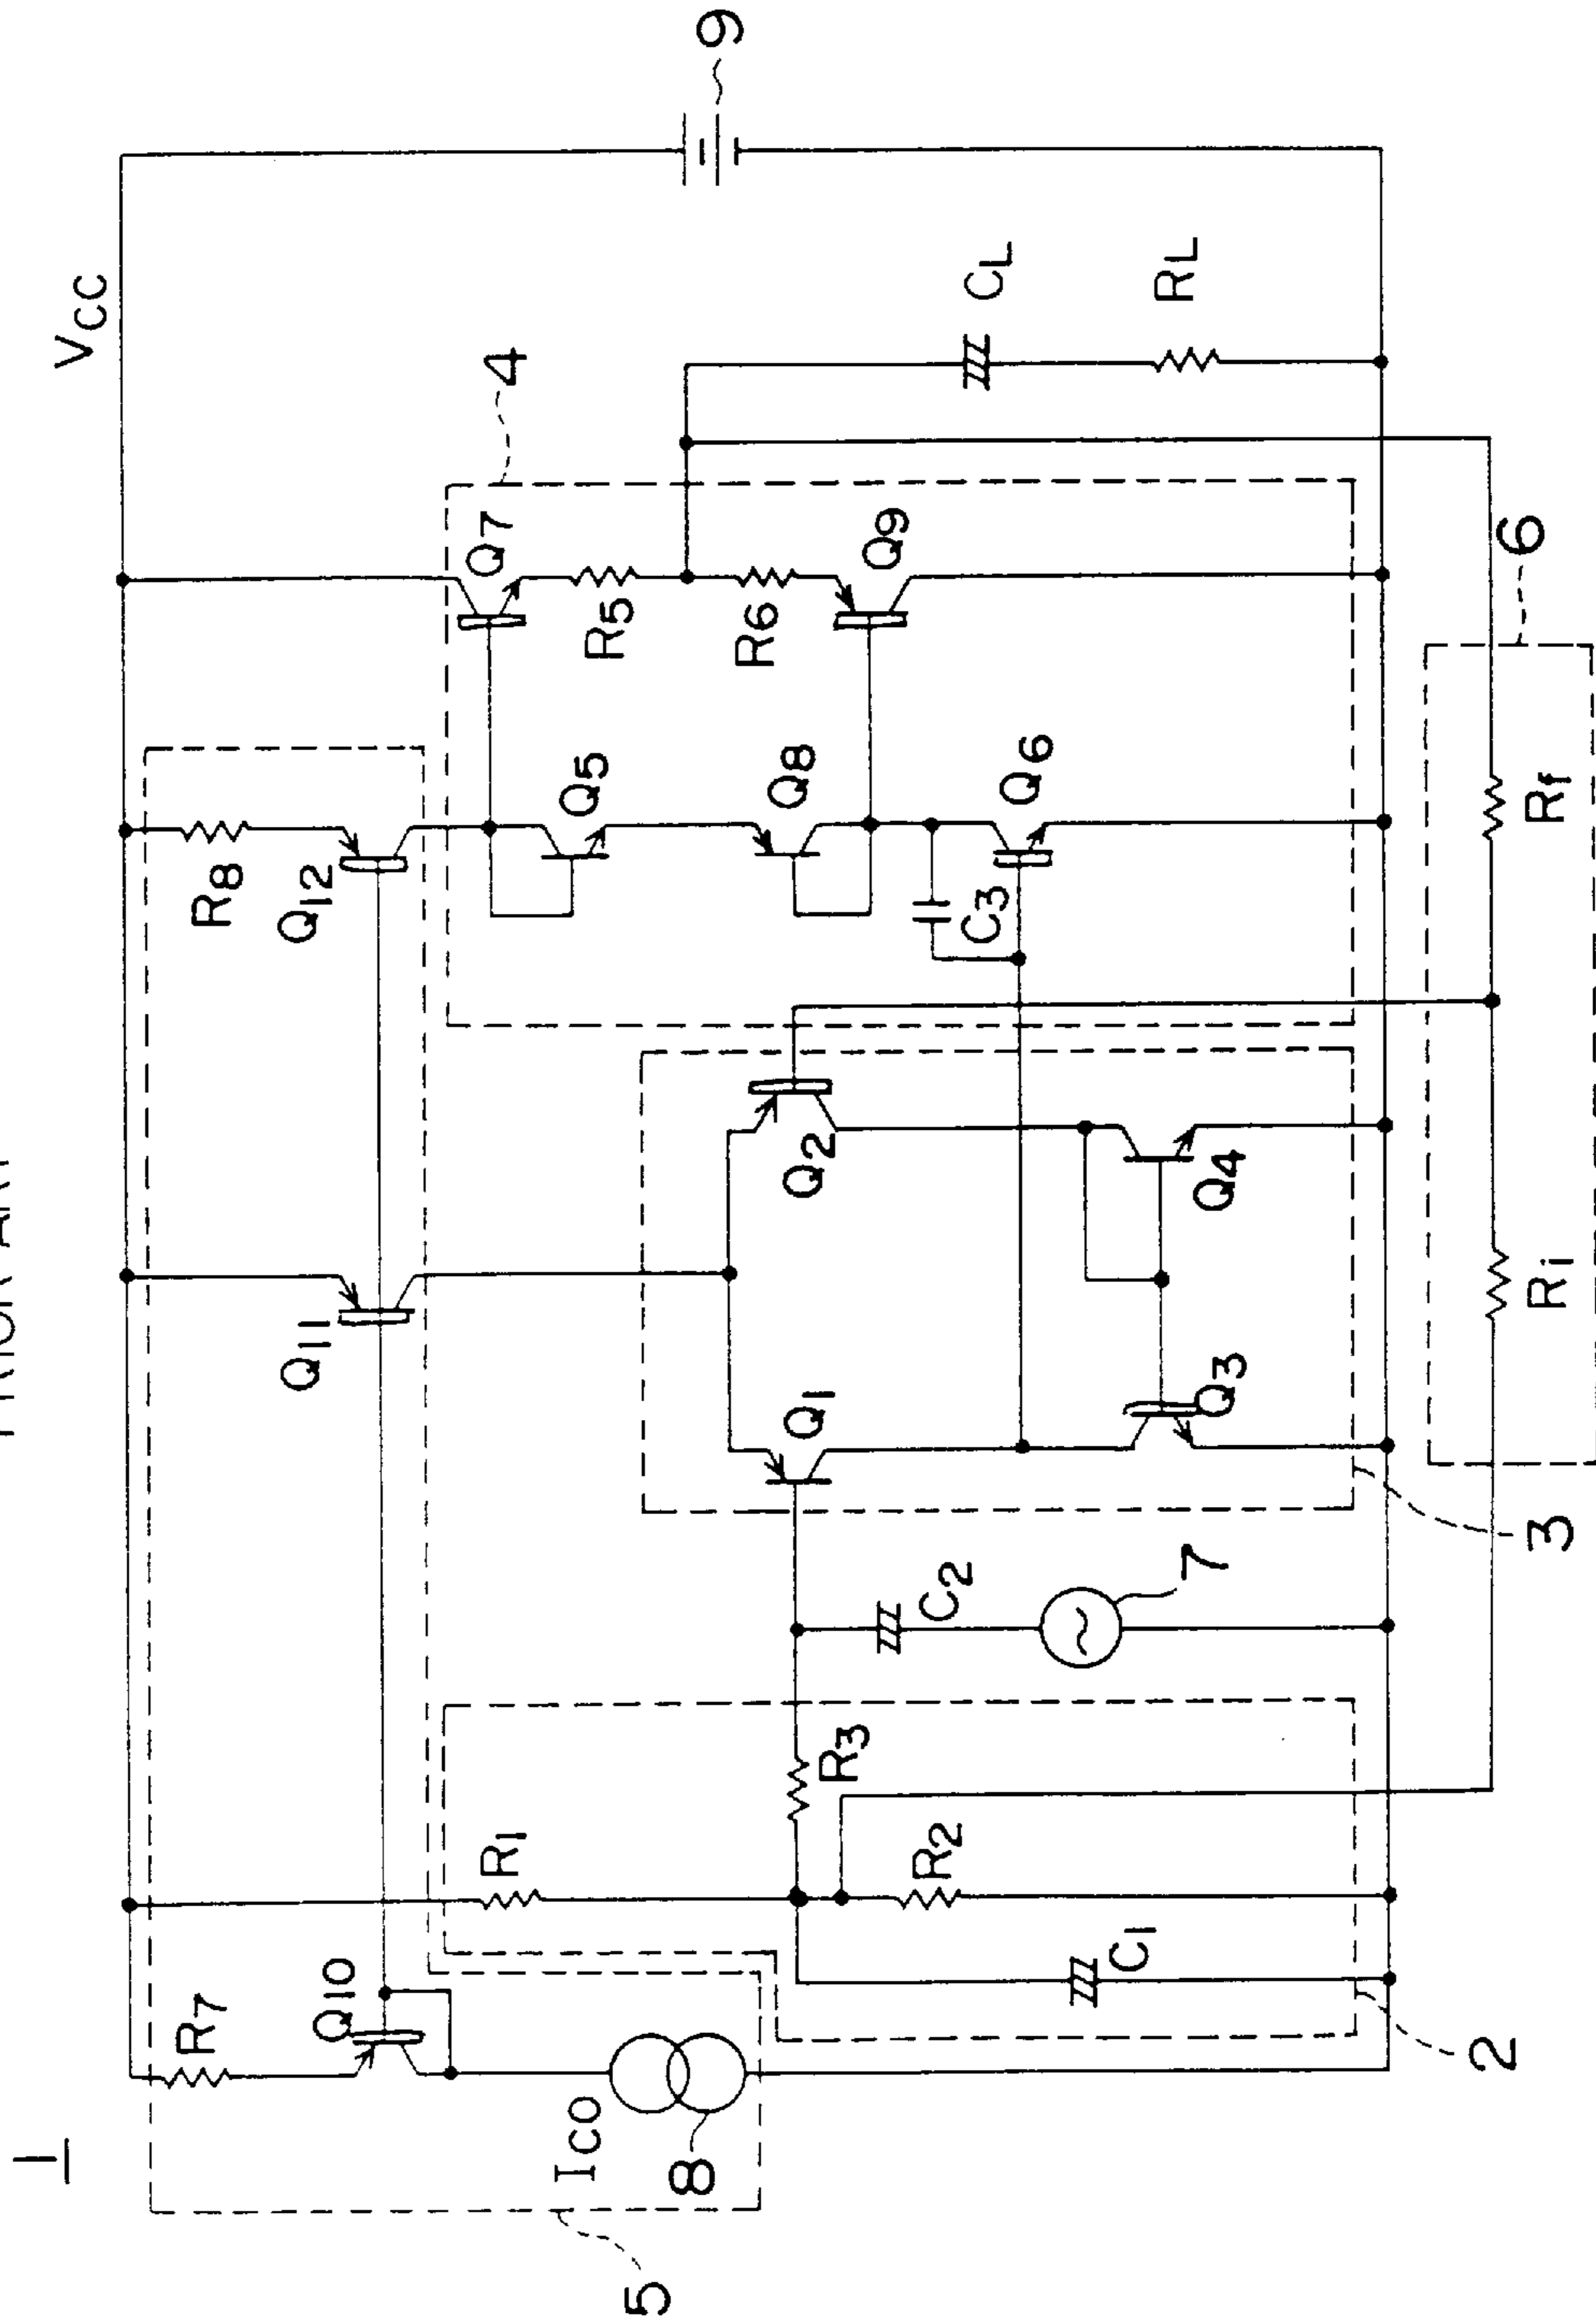 PRIOR ART
1
VCC
R7
Q10
Q11
R8
Q12
5
ICO
8
R1
R3
R2
C1
2
C2
7
Q1
Q2
Q3
Q4
3
Q5
Q8
C3
Q6
Q7
R5
R6
Q9
4
CL
RL
9
Ri
Rf
6